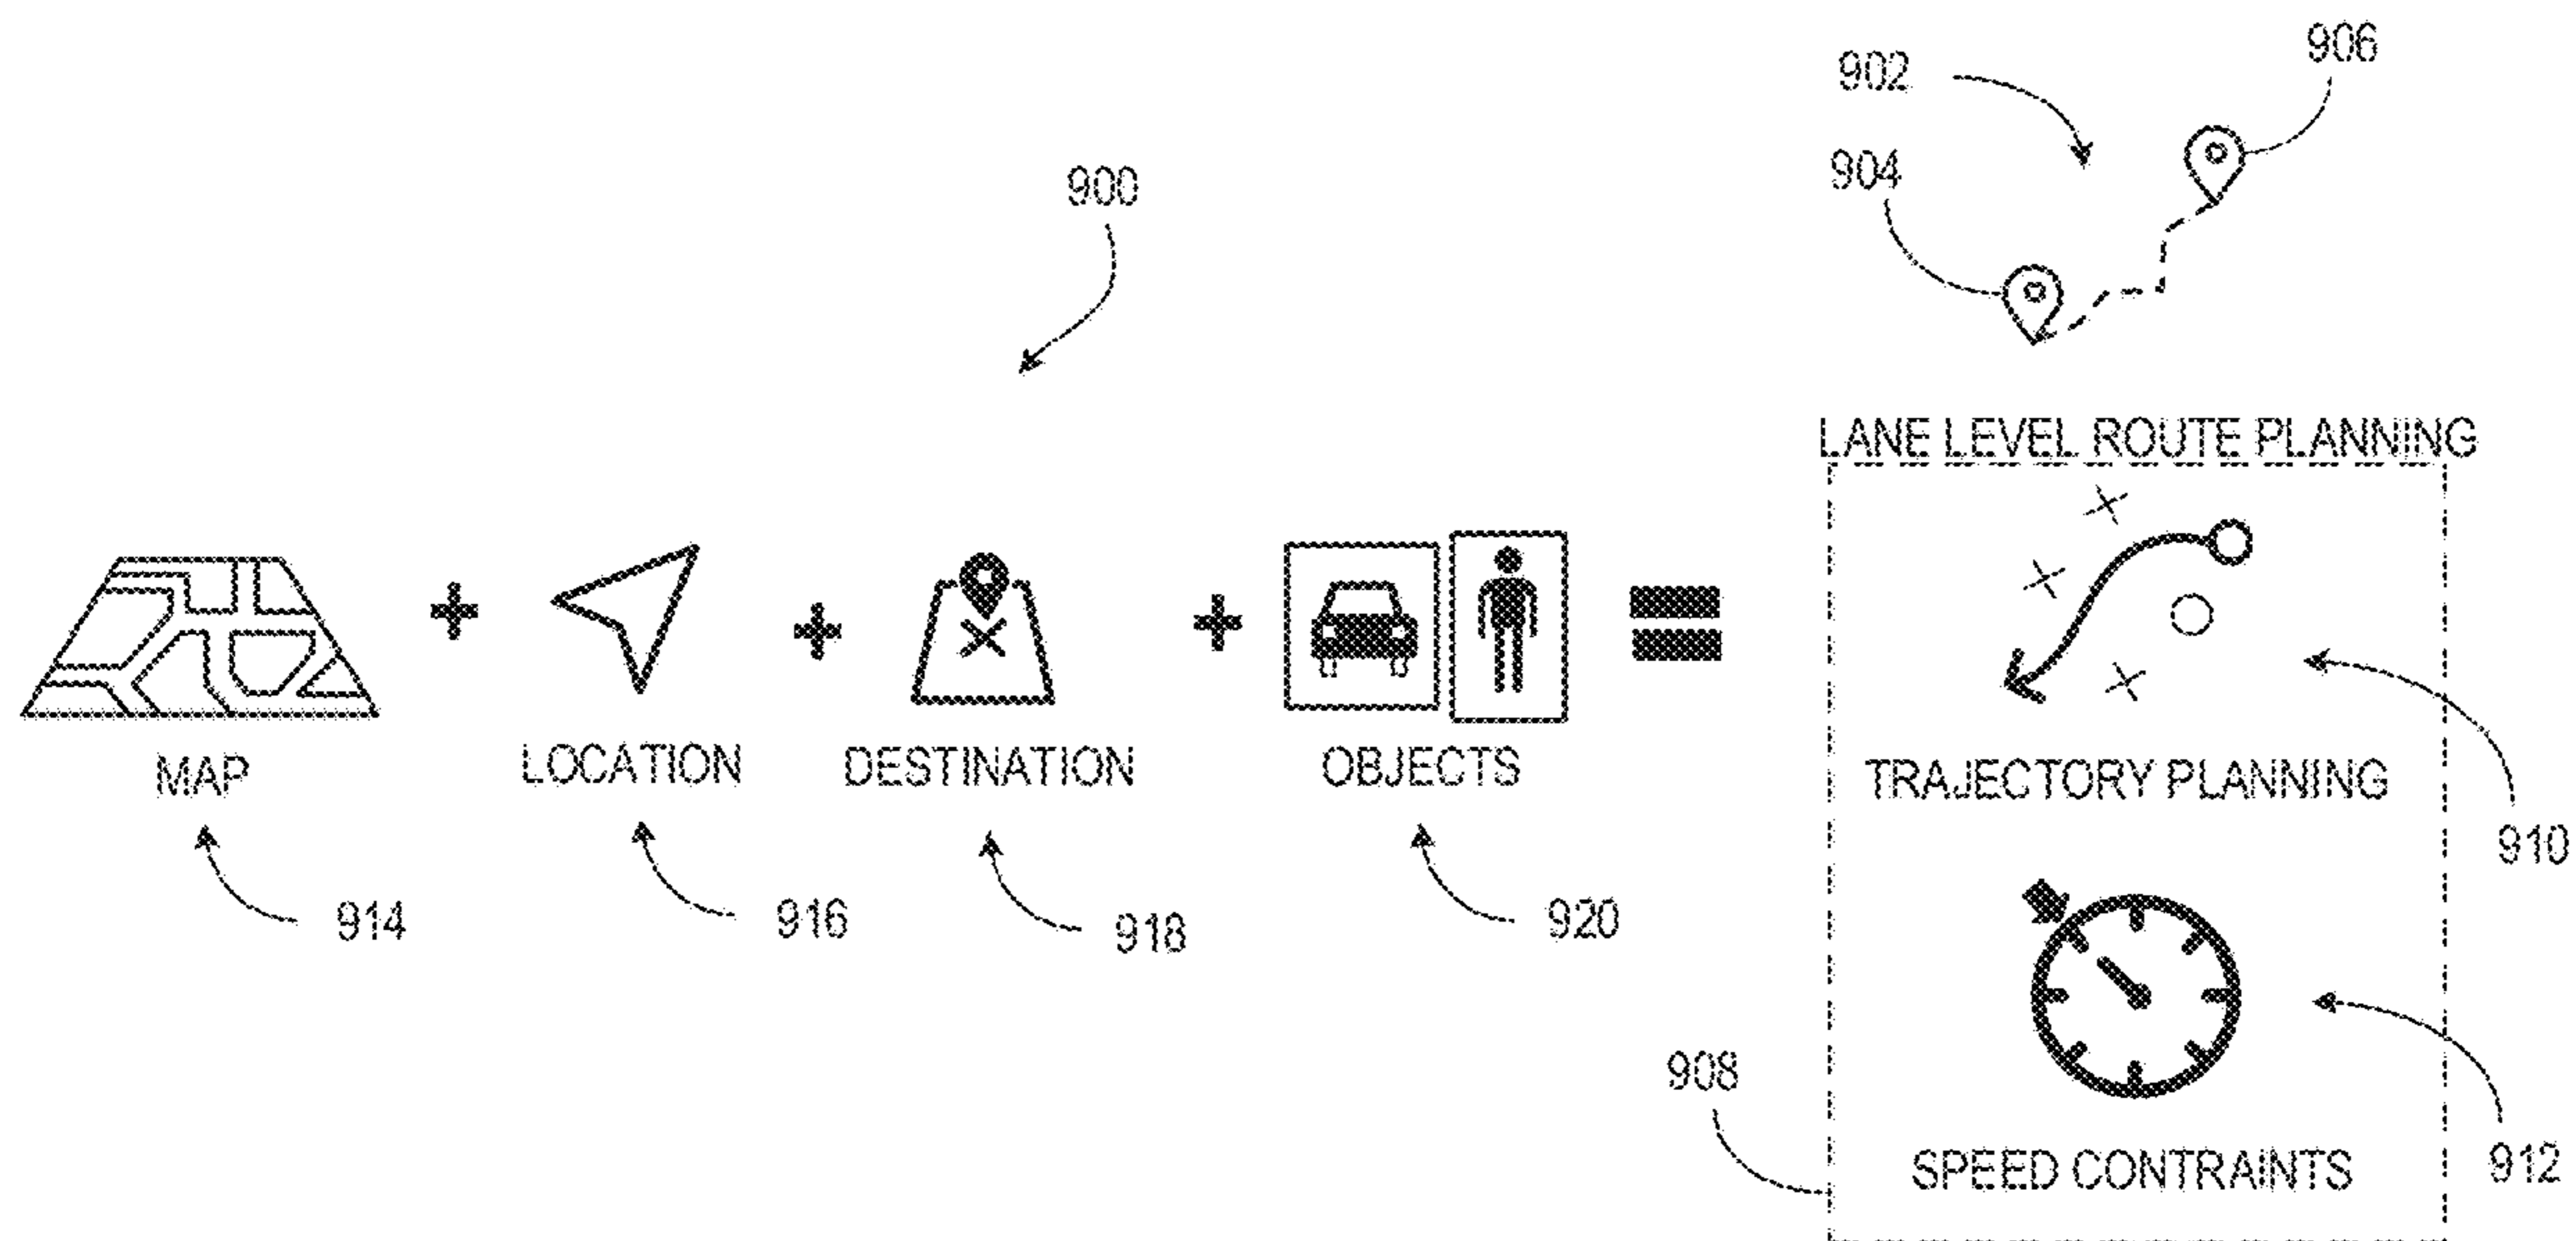 906
902
904
900
LANE LEVEL ROUTE PLANNING
MAP
LOCATION
DESTINATION
OBJECTS
TRAJECTORY PLANNING
910
914
916
918
920
908
SPEED CONTRAINTS
912